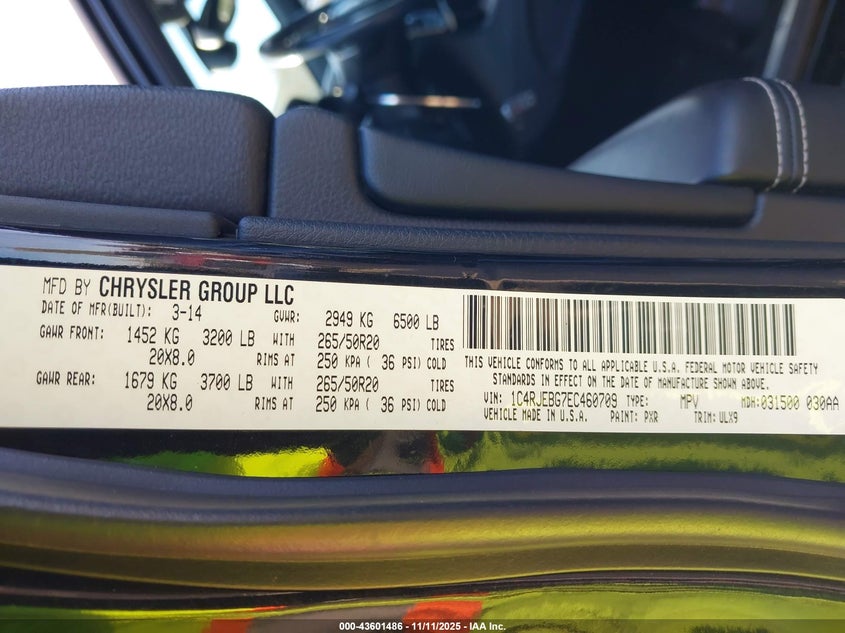 MFD BY CHRYSLER GROUP LLC
DATE OF MFR(BUILT): 3-14 GVWR: 2949 KG 6500 LB
GAWR FRONT: 1452 KG 3200 LB WITH 265/50R20 TIRES
20X8.0 RIMS AT 250 KPA ( 36 PSI) COLD
GAWR REAR: 1679 KG 3700 LB WITH 265/50R20 TIRES
20X8.0 RIMS AT 250 KPA ( 36 PSI) COLD
THIS VEHICLE CONFORMS TO ALL APPLICABLE U.S.A. FEDERAL MOTOR VEHICLE SAFETY
STANDARDS IN EFFECT ON THE DATE OF MANUFACTURE SHOWN ABOVE.
VIN: 1C4RJEBG7EC460709 TYPE: MPV MDH:031500 030AA
VEHICLE MADE IN U.S.A. PAINT: PXR TRIM: ULX9
000-43601486 - 11/11/2025 - IAA Inc.